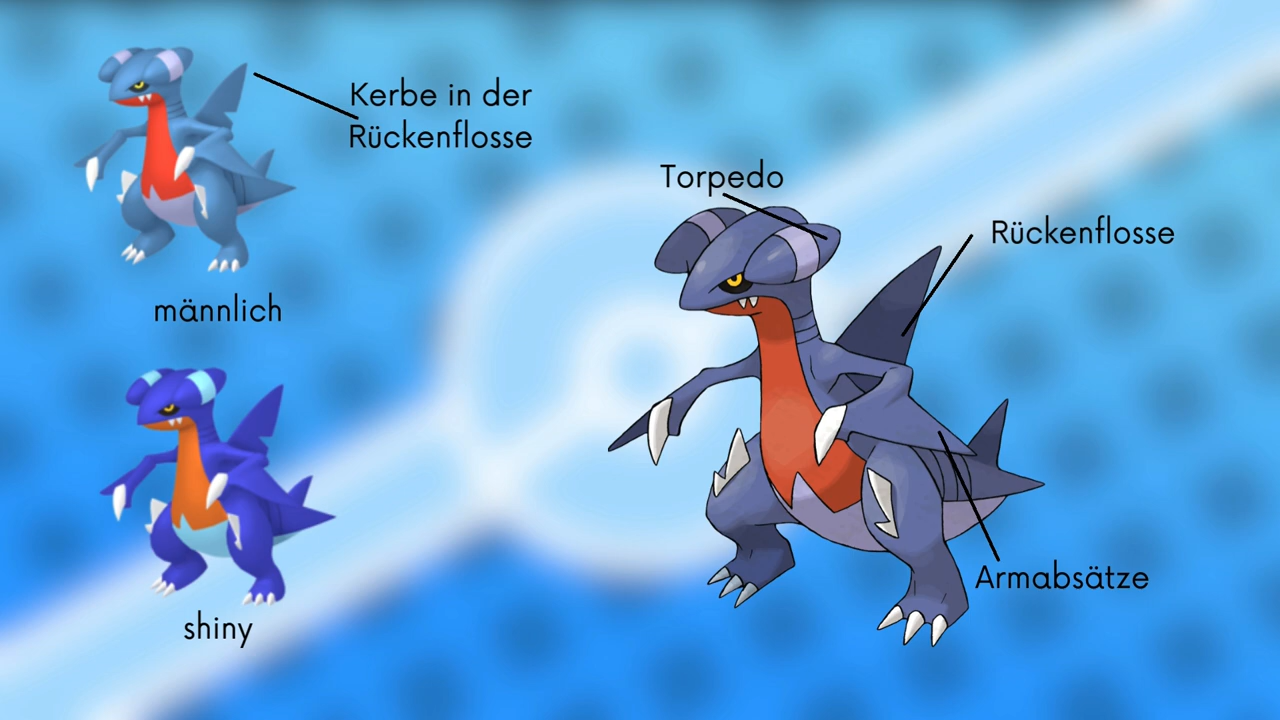 Kerbe in der
Rückenflosse
männlich
shiny
Torpedo
Rückenflosse
Armabsätze